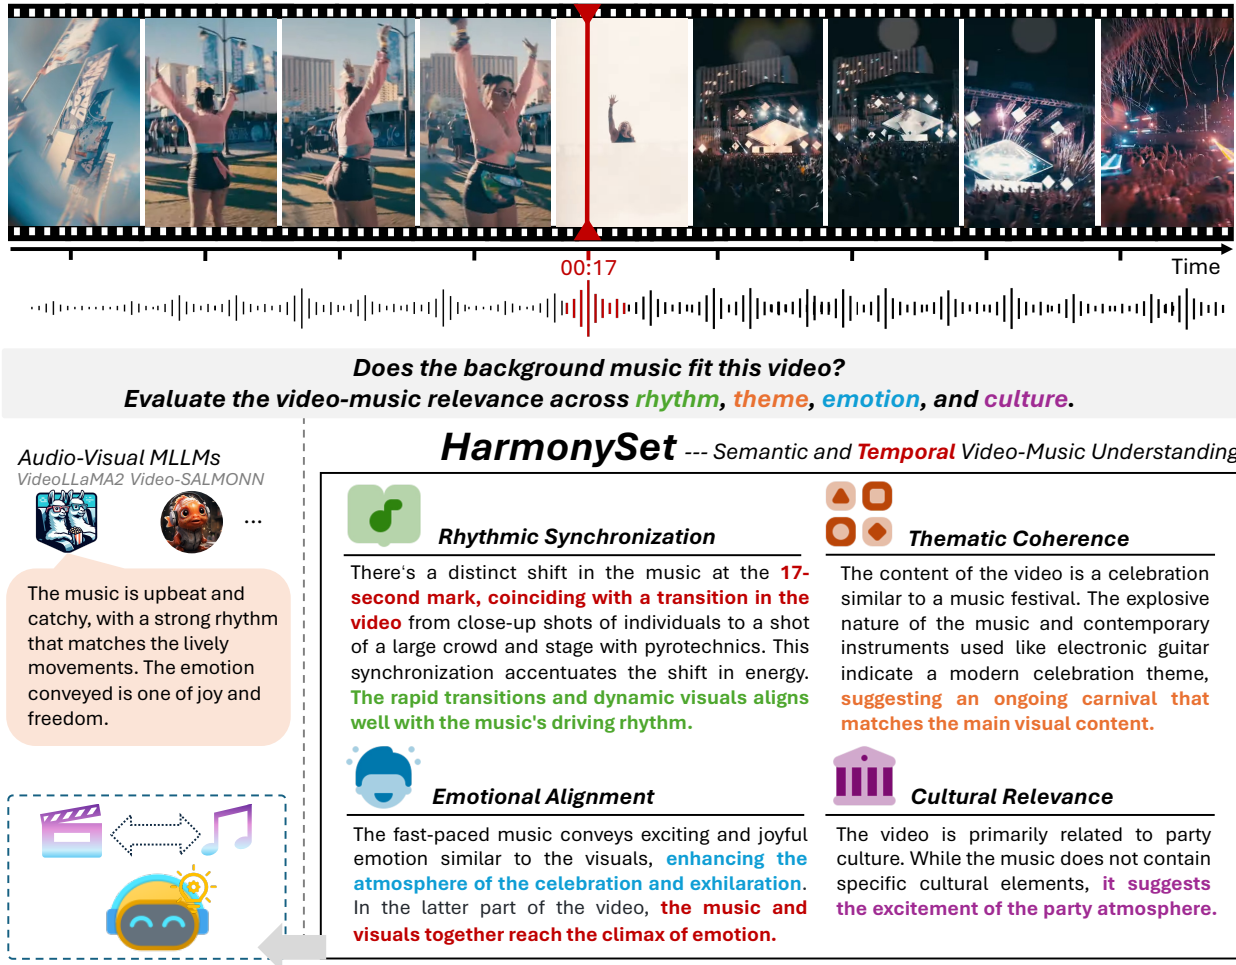 00:17
Time
Does the background music fit this video?
Evaluate the video-music relevance across rhythm, theme, emotion, and culture.
HarmonySet --- Semantic and Temporal Video-Music Understanding
Audio-Visual MLLMs
VideoLLaMA2 Video-SALMONN
...
The music is upbeat and
catchy, with a strong rhythm
that matches the lively
movements. The emotion
conveyed is one of joy and
freedom.
Rhythmic Synchronization
There's a distinct shift in the music at the 17-
second mark, coinciding with a transition in the
video from close-up shots of individuals to a shot
of a large crowd and stage with pyrotechnics. This
synchronization accentuates the shift in energy.
The rapid transitions and dynamic visuals aligns
well with the music's driving rhythm.
Thematic Coherence
The content of the video is a celebration
similar to a music festival. The explosive
nature of the music and contemporary
instruments used like electronic guitar
indicate a modern celebration theme,
suggesting an ongoing carnival that
matches the main visual content.
Emotional Alignment
The fast-paced music conveys exciting and joyful
emotion similar to the visuals, enhancing the
atmosphere of the celebration and exhilaration.
In the latter part of the video, the music and
visuals together reach the climax of emotion.
Cultural Relevance
The video is primarily related to party
culture. While the music does not contain
specific cultural elements, it suggests
the excitement of the party atmosphere.